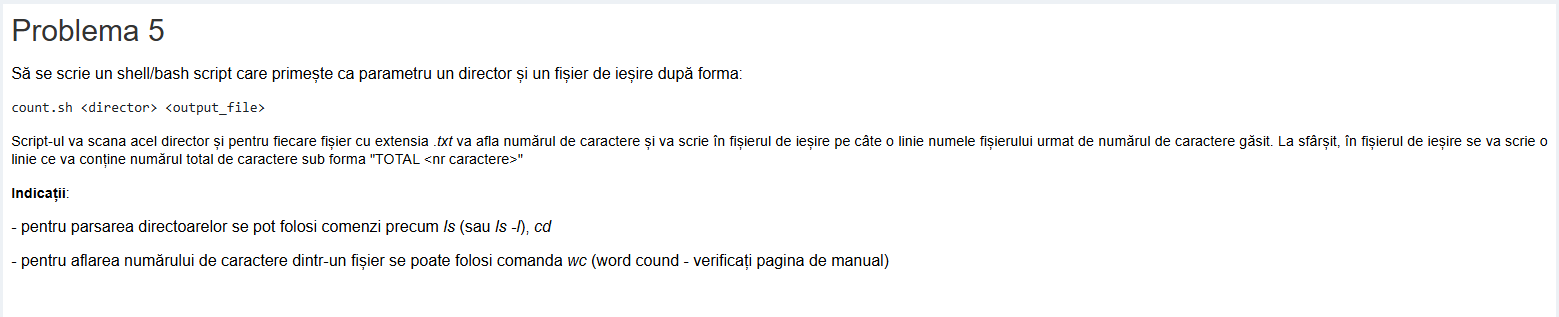 Problema 5
Să se scrie un shell/bash script care primește ca parametru un director și un fișier de ieșire după forma:
count.sh <director> <output_file>
Script-ul va scana acel director și pentru fiecare fișier cu extensia .txt va afla numărul de caractere și va scrie în fișierul de ieșire pe câte o linie numele fișierului urmat de numărul de caractere găsit. La sfârșit, în fișierul de ieșire se va scrie o
linie ce va conține numărul total de caractere sub forma "TOTAL <nr caractere>"
Indicații:
- pentru parsarea directoarelor se pot folosi comenzi precum ls (sau ls -l), cd
- pentru aflarea numărului de caractere dintr-un fișier se poate folosi comanda wc (word cound - verificați pagina de manual)